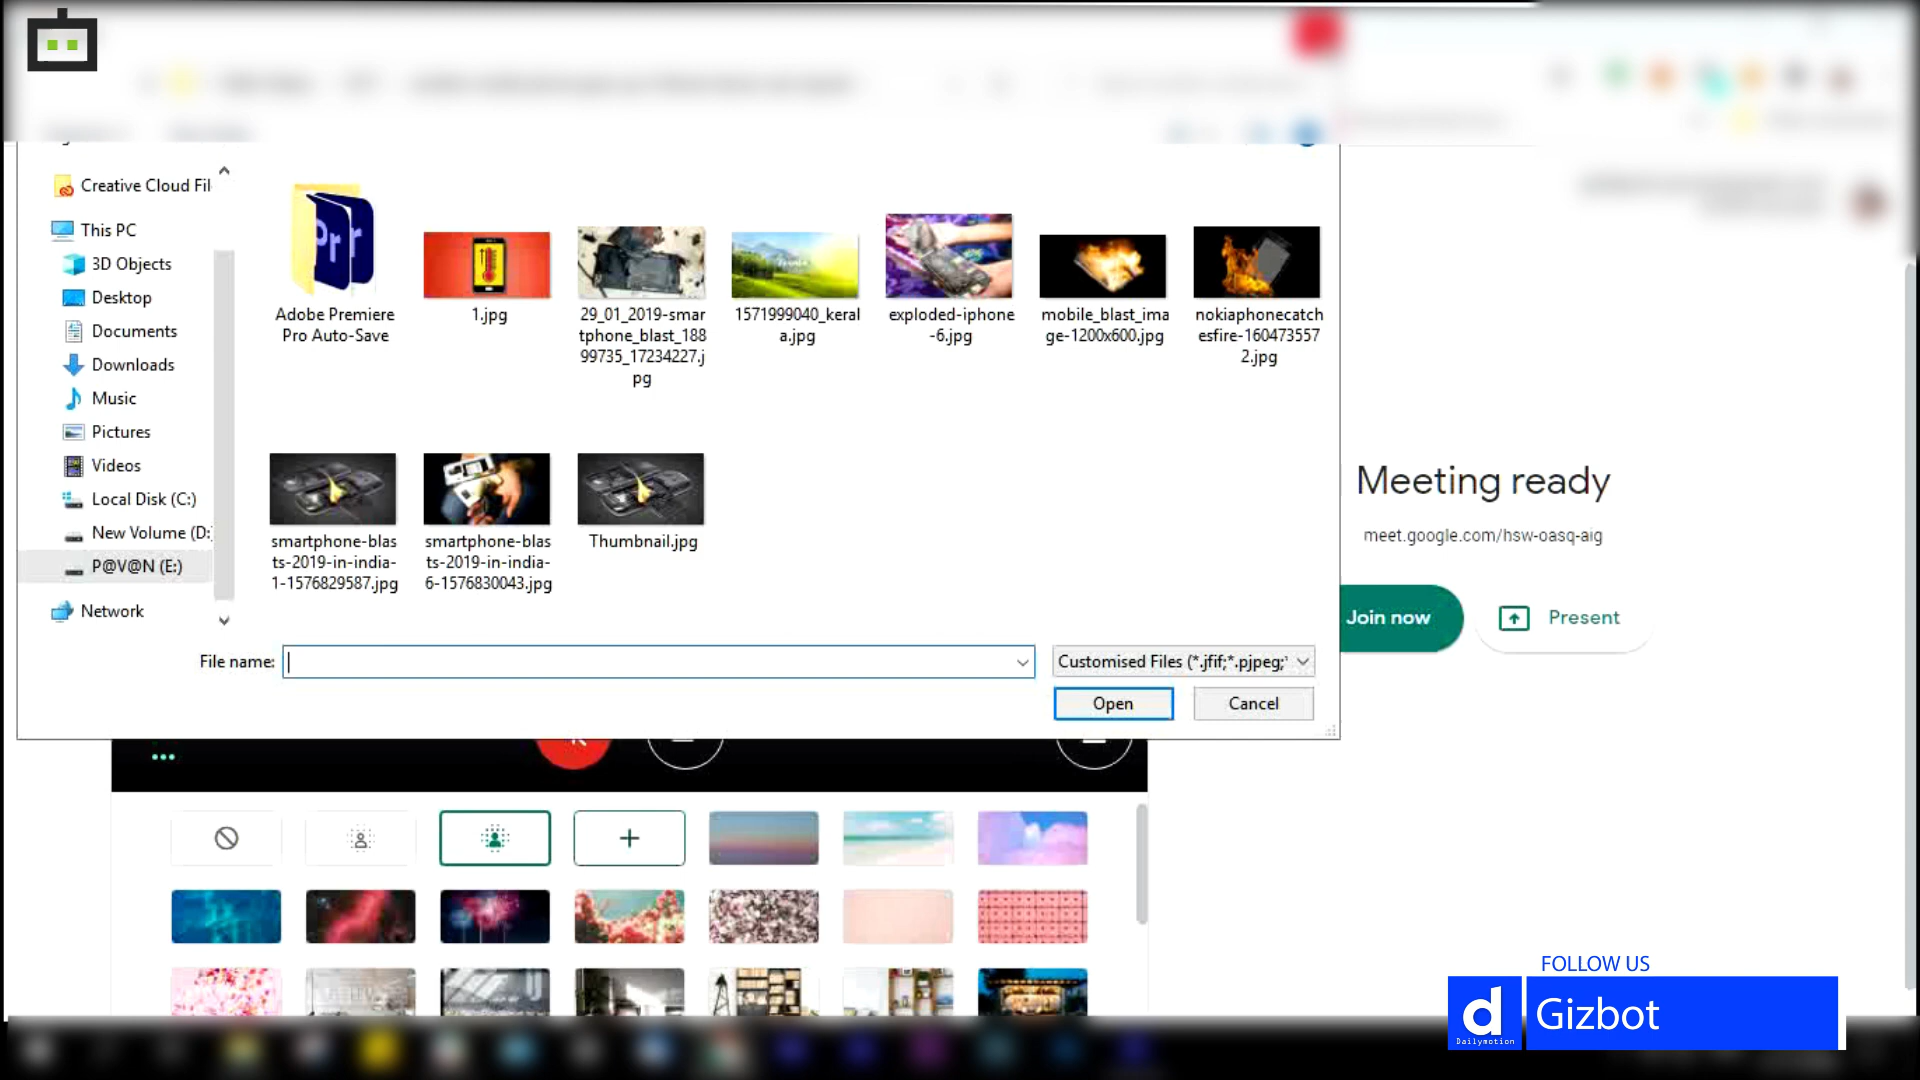 Creative Cloud Fil
This PC
3D Objects
Desktop
Documents
Downloads
Music
Pictures
Videos
Local Disk (C:)
New Volume (D:
P@V@N (E:)
Network
Adobe Premiere
Pro Auto-Save
1.jpg
29_01_2019-smar
tphone_blast_188
99735_17234227.j
pg
1571999040_keral
a.jpg
exploded-iphone
-6.jpg
mobile_blast_ima
ge-1200x600.jpg
nokiaphonecatch
esfire-160473557
2.jpg
smartphone-blas
ts-2019-in-india-
1-1576829587.jpg
smartphone-blas
ts-2019-in-india-
6-1576830043.jpg
Thumbnail.jpg
File name:
Customised Files (*.jfif;*.pjpeg;*
Open
Cancel
Meeting ready
meet.google.com/hsw-oasq-aig
Join now
Present
FOLLOW US
d
Dailymotion
Gizbot